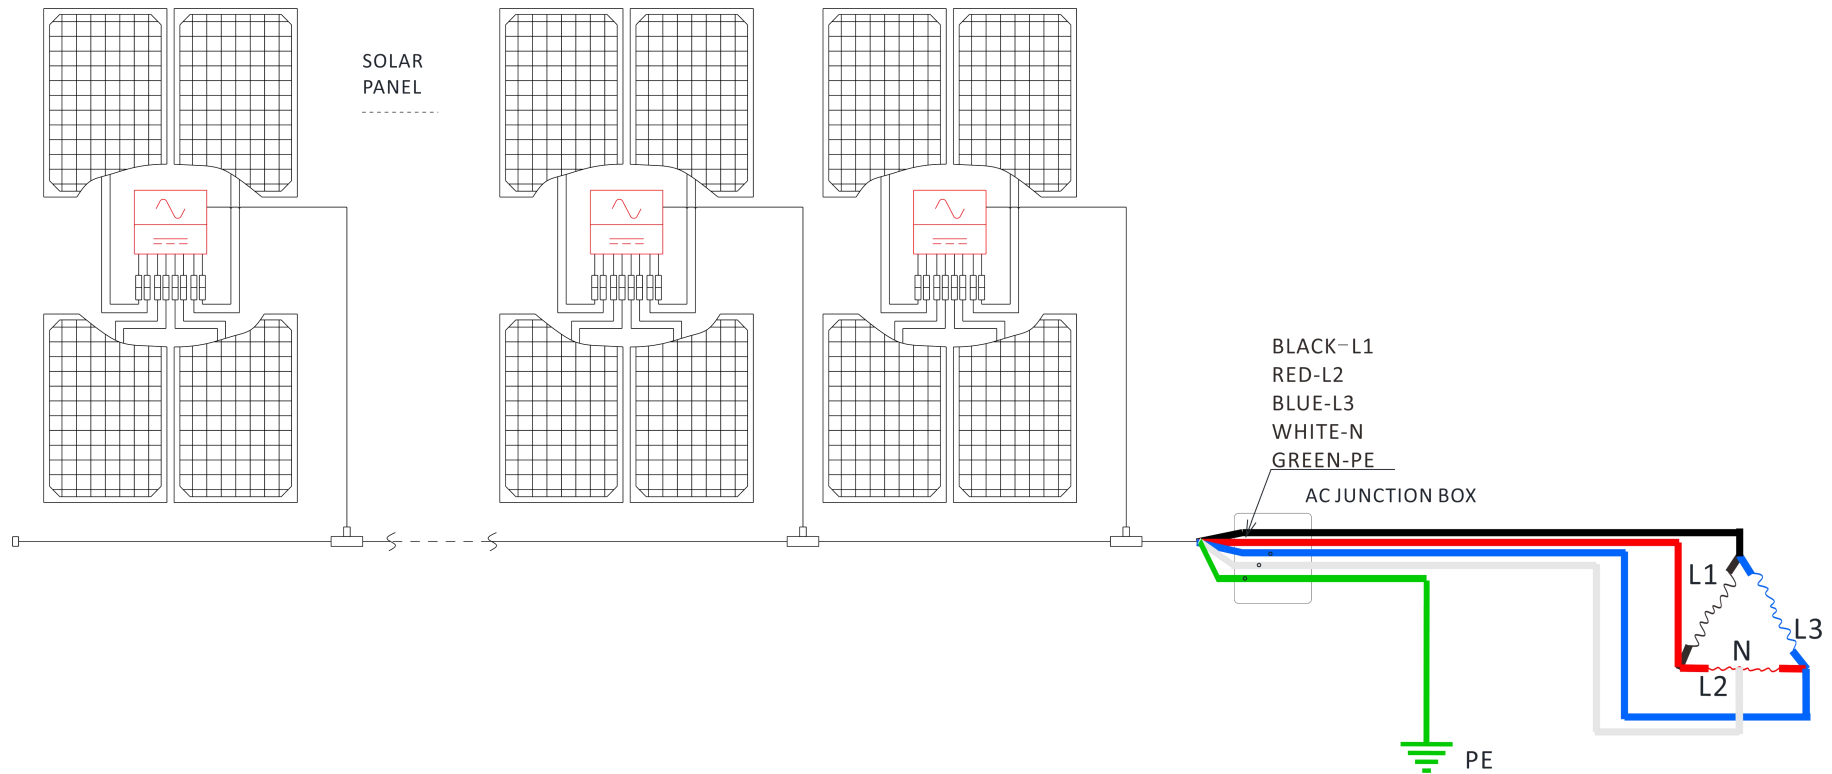 SOLAR
PANEL
BLACK-L1
RED-L2
BLUE-L3
WHITE-N
GREEN-PE
AC JUNCTION BOX
L1
L3
N
L2
PE